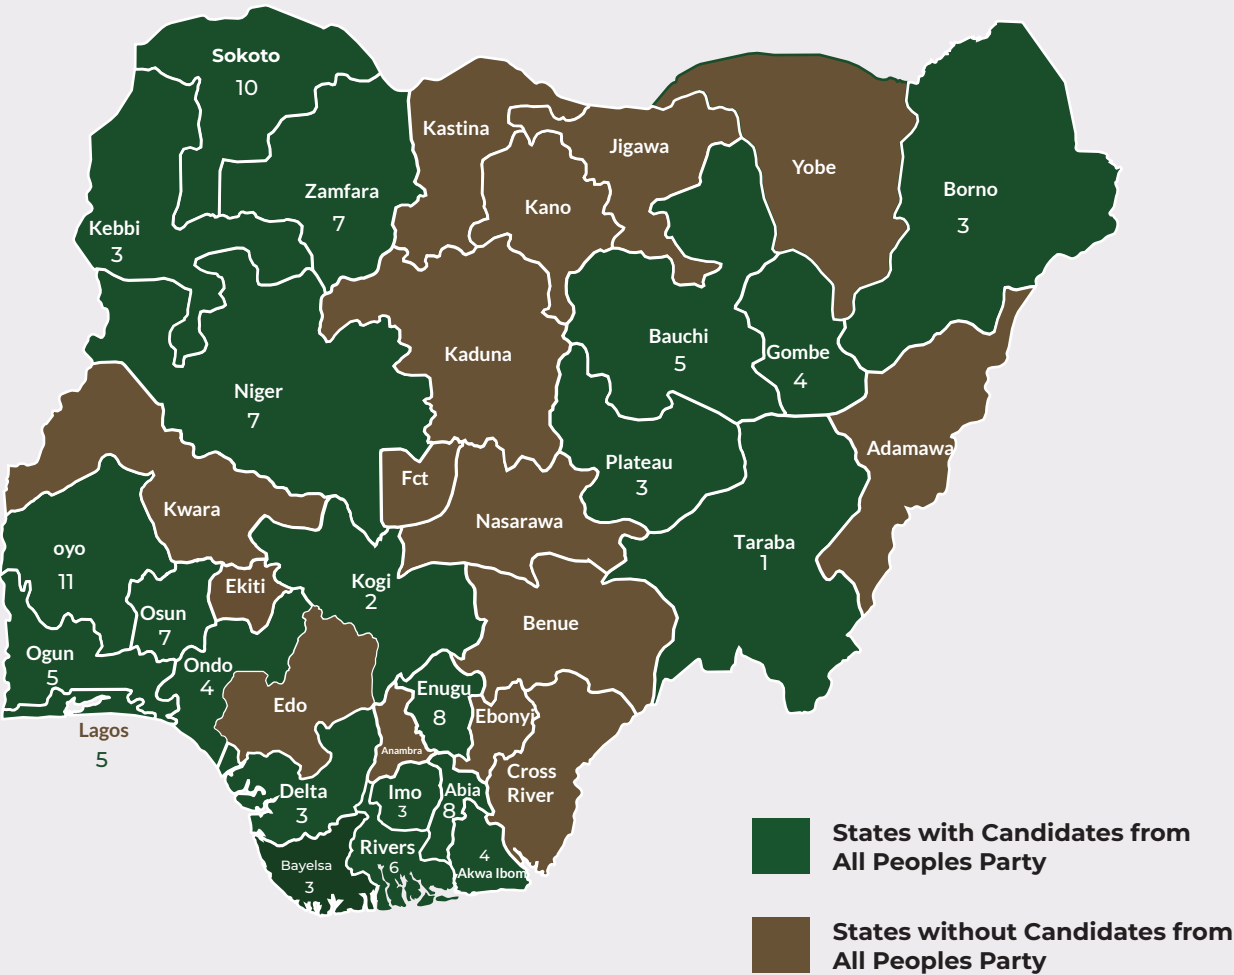 Sokoto
10
Kastina
Jigawa
Yobe
Zamfara
7
Kano
Borno
3
Kebbi
3
Bauchi
5
Gombe
4
Kaduna
Niger
7
Adamawa
Plateau
3
Fct
Kwara
Nasarawa
Taraba
1
oyo
11
Ekiti
Kogi
2
Osun
7
Benue
Ogun
5
Ondo
4
Enugu
8
Edo
Ebonyi
Lagos
5
Anambra
Cross
River
Delta
3
Imo
3
Abia
8
Rivers
6
4
Akwa Ibom
Bayelsa
3
States with Candidates from
All Peoples Party
States without Candidates from
All Peoples Party